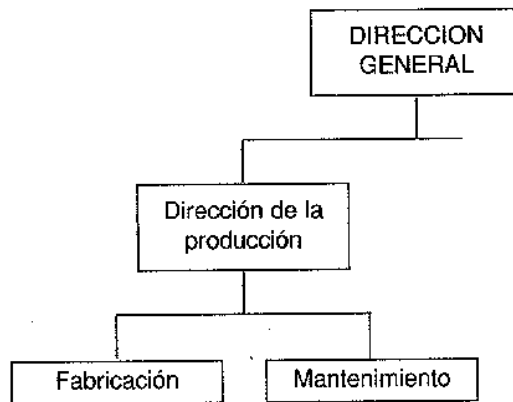 DIRECCION
GENERAL
Dirección de la
producción
Fabricación
Mantenimiento